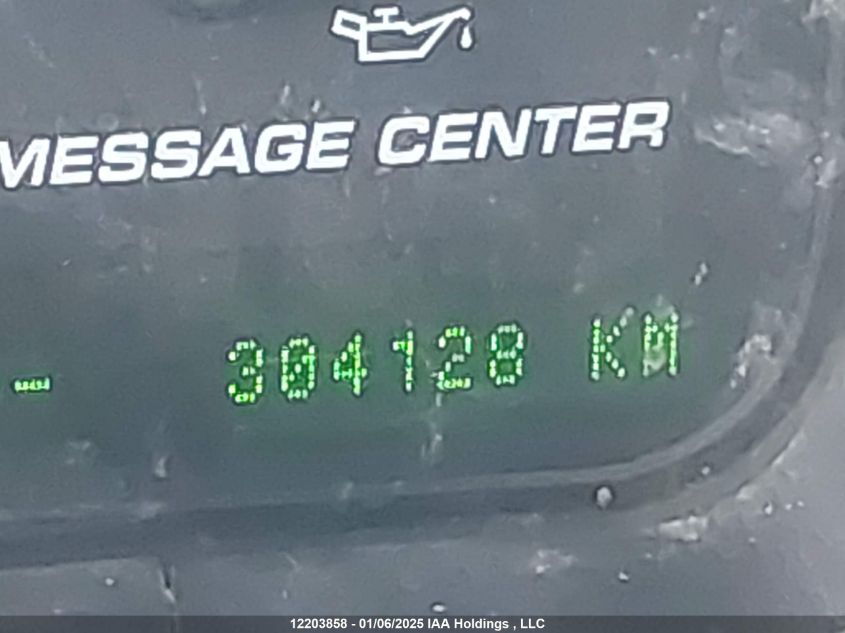 MESSAGE CENTER
- 304128 KM
12203858 - 01/06/2025 IAA Holdings , LLC